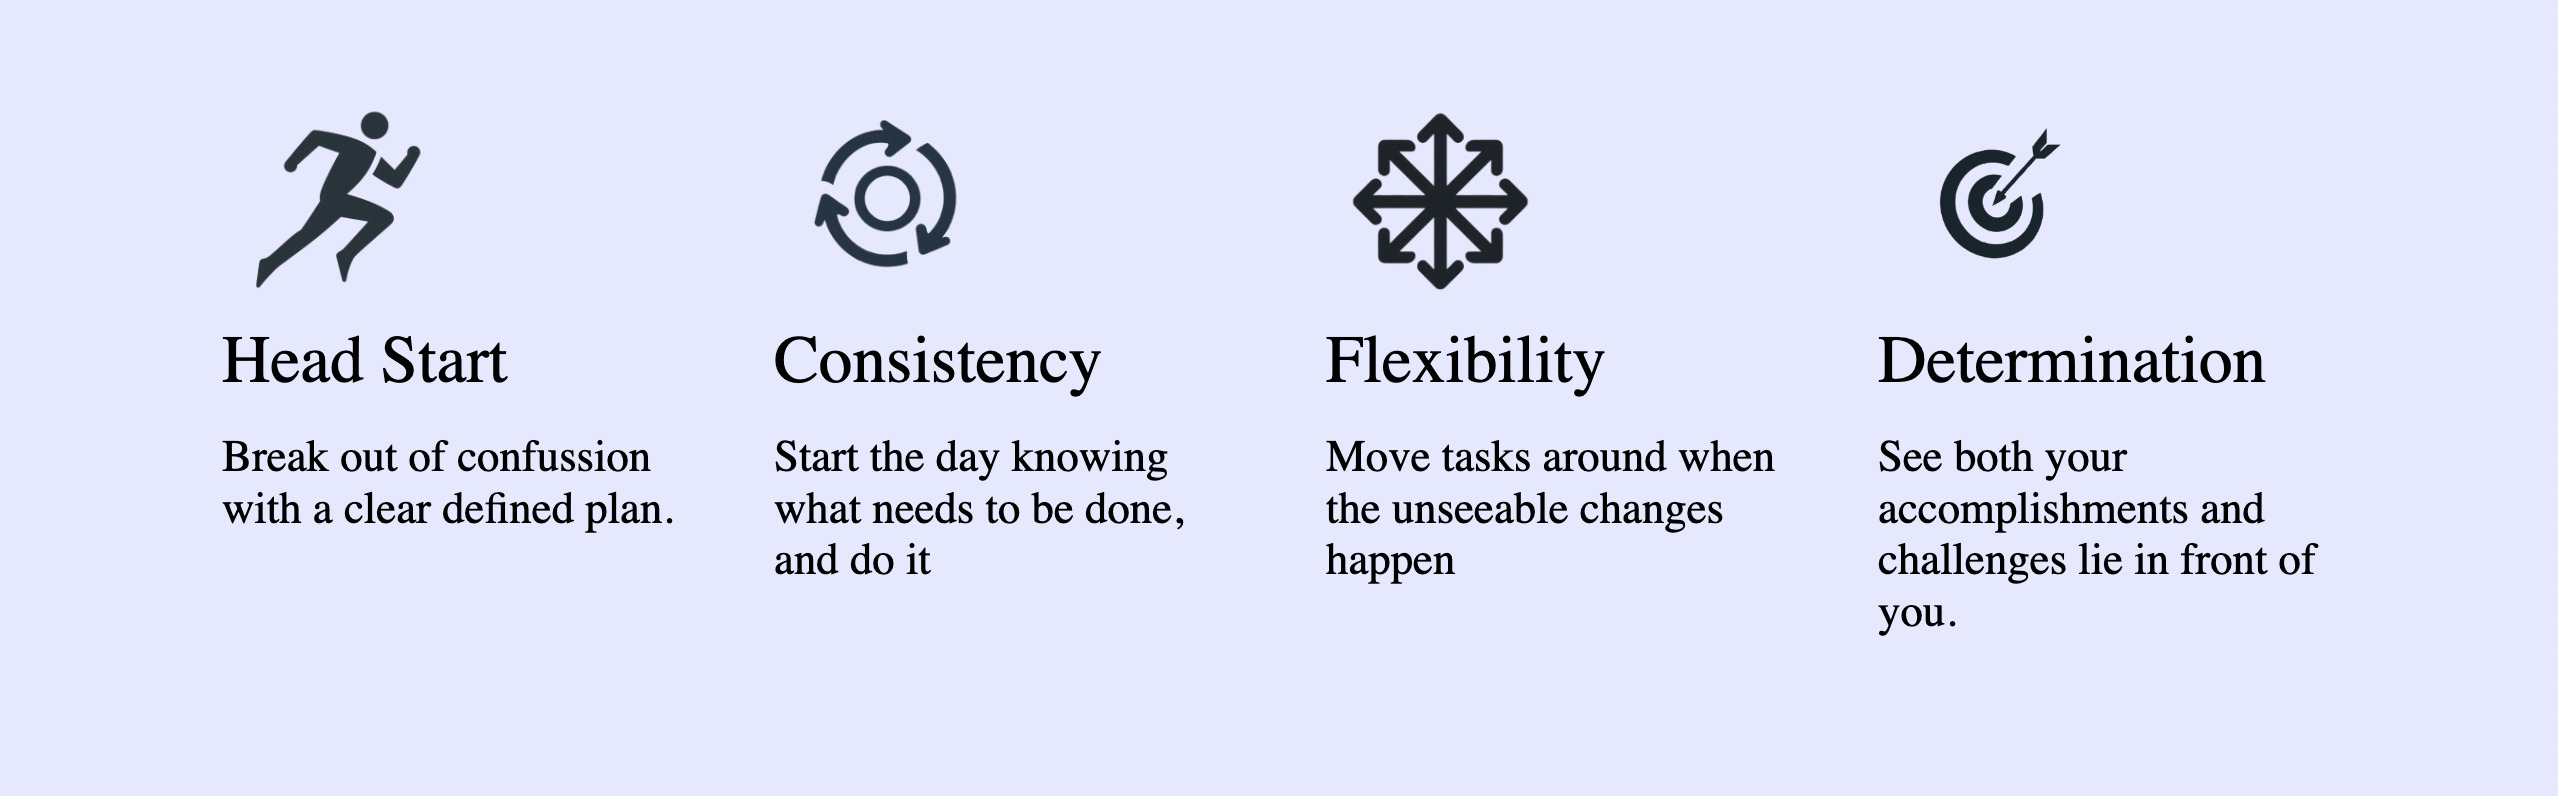 Head Start
Break out of confussion
with a clear defined plan.
Consistency
Start the day knowing
what needs to be done,
and do it
Flexibility
Move tasks around when
the unseeable changes
happen
Determination
See both your
accomplishments and
challenges lie in front of
you.